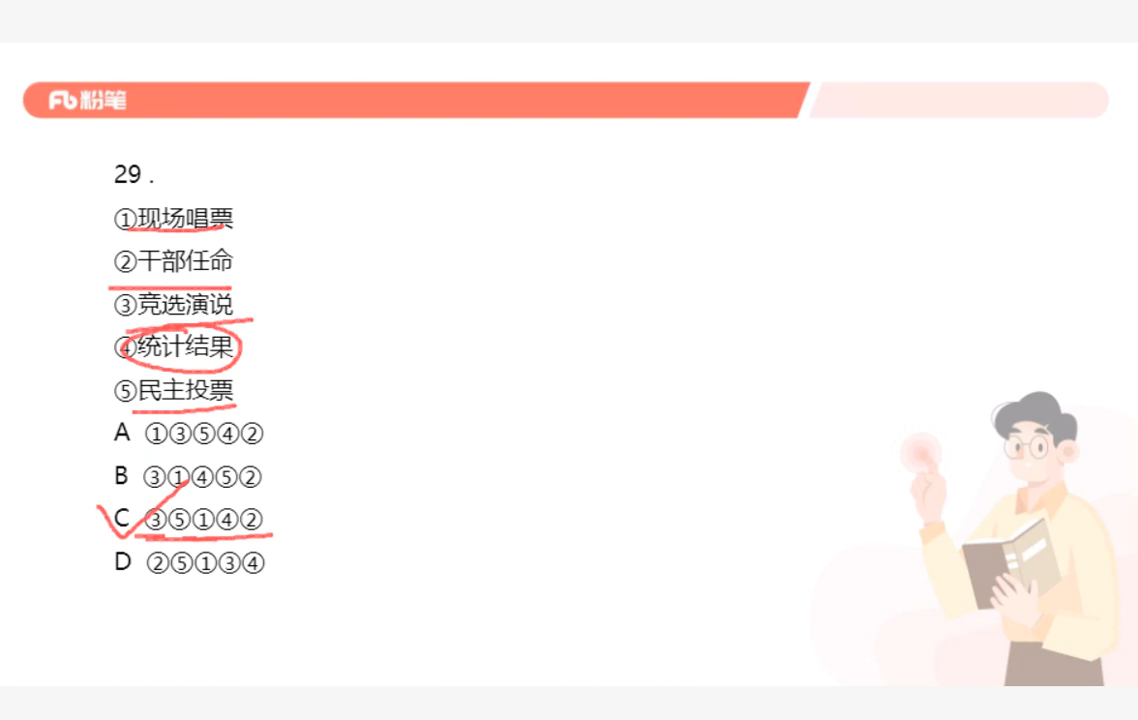 粉笔
29 .
①现场唱票
②干部任命
③竞选演说
④统计结果
⑤民主投票
A ①③⑤④②
B ③①④⑤②
C ③⑤①④②
D ②⑤①③④